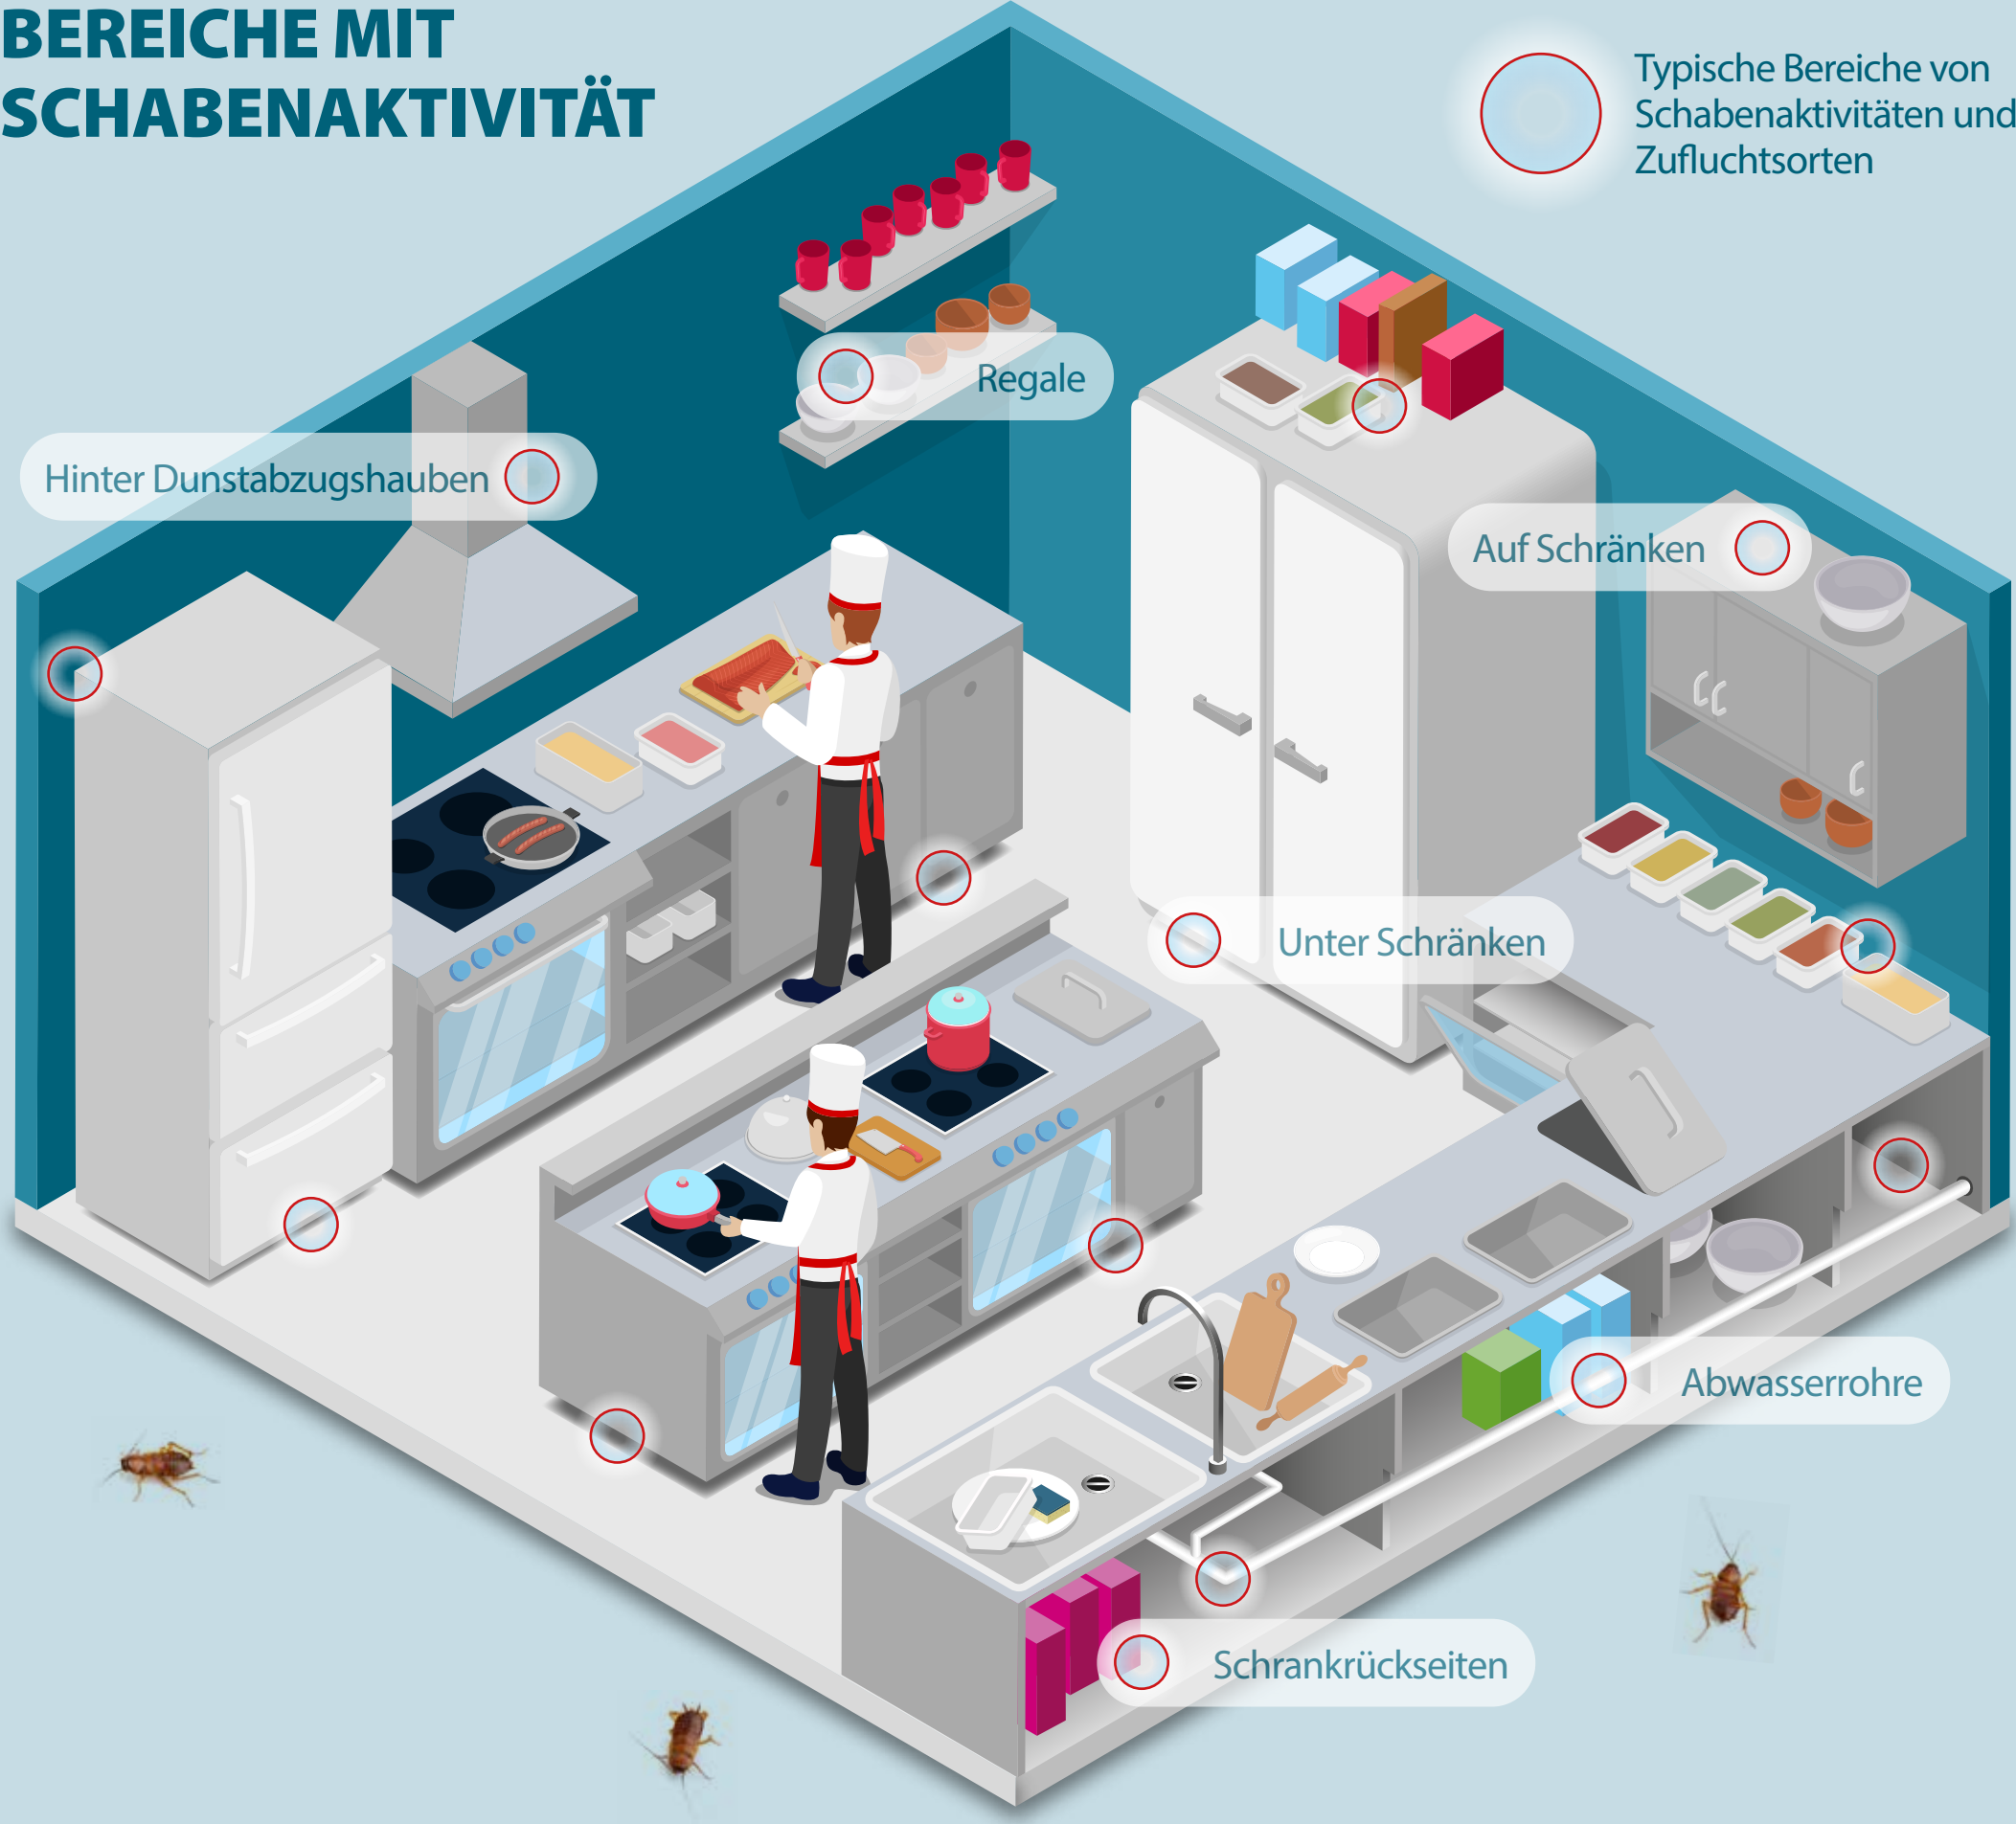 BEREICHE MIT
SCHABENAKTIVITÄT
Typische Bereiche von
Schabenaktivitäten und
Zufluchtsorten
Regale
Hinter Dunstabzugshauben
Auf Schränken
Unter Schränken
Abwasserrohre
Schrankrückseiten